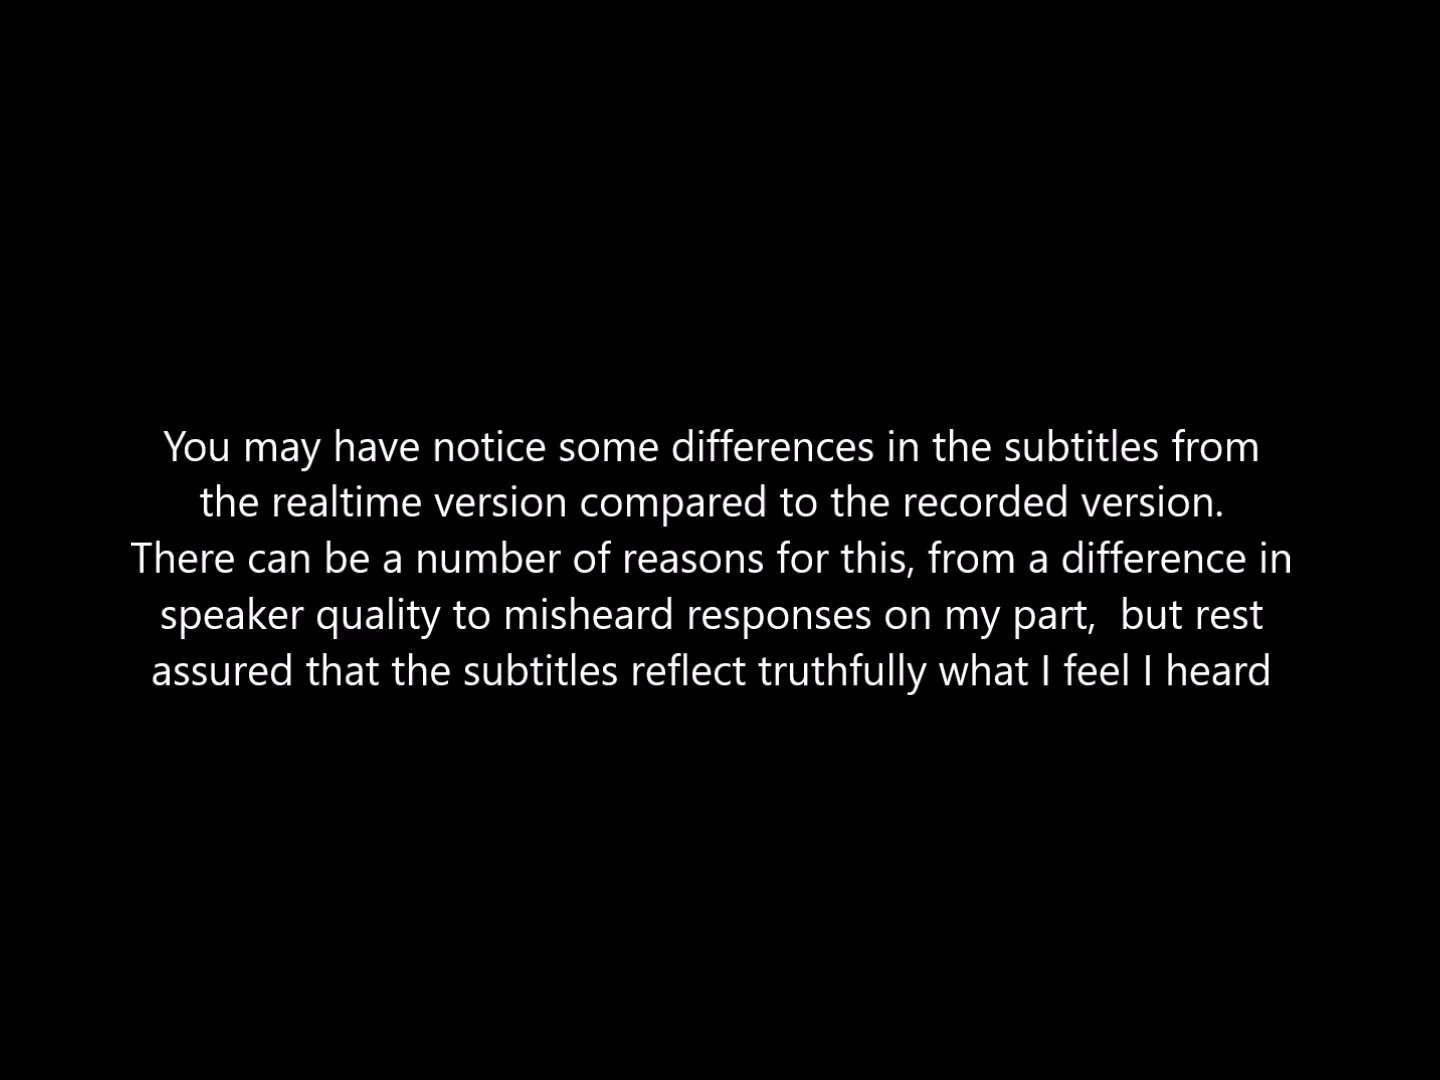 You may have notice some differences in the subtitles from
the realtime version compared to the recorded version.
There can be a number of reasons for this, from a difference in
speaker quality to misheard responses on my part,  but rest
assured that the subtitles reflect truthfully what I feel I heard